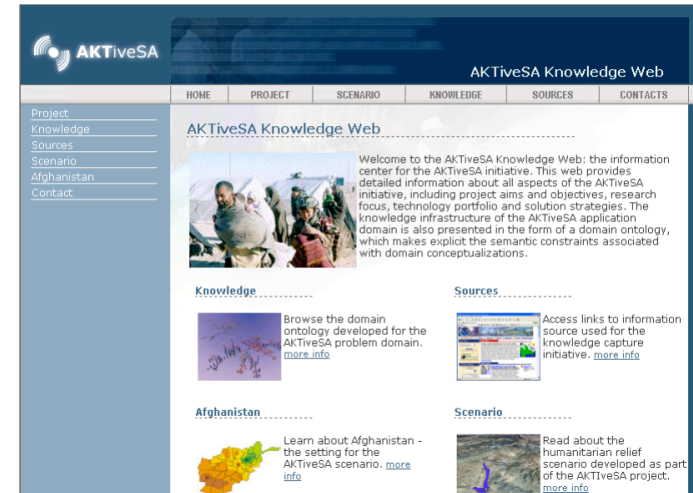 AKTiveSA
AKTiveSA Knowledge Web
HOME
PROJECT
SCENARIO
KNOWLEDGE
SOURCES
CONTACTS
Project
Knowledge
Sources
Scenario
Afghanistan
Contact
AKTiveSA Knowledge Web
Welcome to the AKTiveSA Knowledge Web: the information
center for the AKTiveSA initiative. This web provides
detailed information about all aspects of the AKTiveSA
initiative, including project aims and objectives, research
focus, technology portfolio and solution strategies. The
knowledge infrastructure of the AKTiveSA application
domain is also presented in the form of a domain ontology,
which makes explicit the semantic constraints associated
with domain conceptualizations.
Knowledge
Browse the domain
ontology developed for the
AKTiveSA problem domain.
more info
Sources
Access links to information
source used for the
knowledge capture
initiative. more info
Afghanistan
Learn about Afghanistan -
the setting for the
AKTiveSA scenario. more
info
Scenario
Read about the
humanitarian relief
scenario developed as part
of the AKTIveSA project.
more info